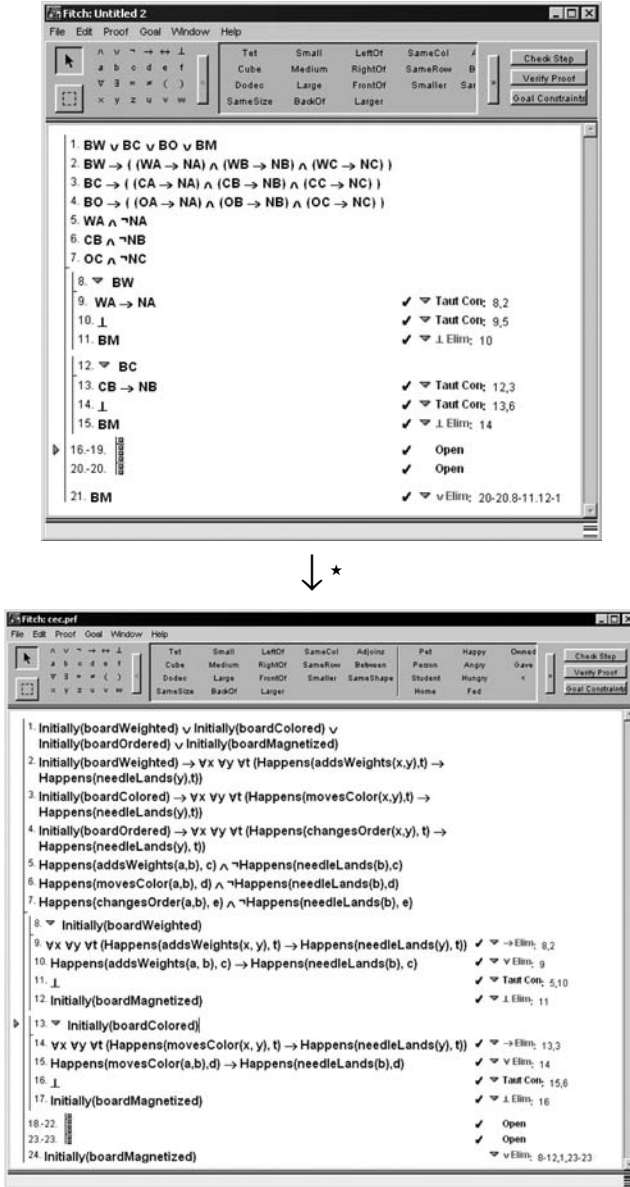 Fitch: Untitled 2
File Edit Proof Goal Window Help
∧ ∨ ¬ → ↔ ⊥
a b c d e f
∀ ∃ = ≠ ( )
x y z u v w
Tet Small LeftOf SameCol
Cube Medium RightOf SameRow B
Dodec Large FrontOf Smaller Sar
SameSize BackOf Larger
Check Step
Verify Proof
Goal Constraints
1. BW ∨ BC ∨ BO ∨ BM
2. BW → ( (WA → NA) ∧ (WB → NB) ∧ (WC → NC) )
3. BC → ( (CA → NA) ∧ (CB → NB) ∧ (CC → NC) )
4. BO → ( (OA → NA) ∧ (OB → NB) ∧ (OC → NC) )
5. WA ∧ ¬NA
6. CB ∧ ¬NB
7. OC ∧ ¬NC
8. BW
9. WA → NA ✓ Taut Con: 8,2
10. ⊥ ✓ Taut Con: 9,5
11. BM ✓ ⊥ Elim: 10
12. BC
13. CB → NB ✓ Taut Con: 12,3
14. ⊥ ✓ Taut Con: 13,6
15. BM ✓ ⊥ Elim: 14
16.-19. ✓ Open
20.-20. ✓ Open
21. BM ✓ ∨ Elim: 20-20.8-11.12-1
↓ ★
Fitch: cec.prf
File Edit Proof Goal Window Help
∧ ∨ ¬ → ↔ ⊥
a b c d e f
∀ ∃ = ≠ ( )
x y z u v w
Tet Small LeftOf SameCol Adjoins Pet Happy Owned
Cube Medium RightOf SameRow Between Person Angry Gave
Dodec Large FrontOf Smaller SameShape Student Hungry <
SameSize BackOf Larger Home Fed
Check Step
Verify Proof
Goal Constraints
1. Initially(boardWeighted) ∨ Initially(boardColored) ∨
Initially(boardOrdered) ∨ Initially(boardMagnetized)
2. Initially(boardWeighted) → ∀x ∀y ∀t (Happens(addsWeights(x,y),t) →
Happens(needleLands(y),t))
3. Initially(boardColored) → ∀x ∀y ∀t (Happens(movesColor(x,y),t) →
Happens(needleLands(y),t))
4. Initially(boardOrdered) → ∀x ∀y ∀t (Happens(changesOrder(x,y), t) →
Happens(needleLands(y), t))
5. Happens(addsWeights(a,b), c) ∧ ¬Happens(needleLands(b),c)
6. Happens(movesColor(a,b), d) ∧ ¬Happens(needleLands(b),d)
7. Happens(changesOrder(a,b), e) ∧ ¬Happens(needleLands(b), e)
8. Initially(boardWeighted)
9. ∀x ∀y ∀t (Happens(addsWeights(x, y), t) → Happens(needleLands(y), t)) ✓ → Elim: 8,2
10. Happens(addsWeights(a, b), c) → Happens(needleLands(b), c) ✓ ∀ Elim: 9
11. ⊥ ✓ Taut Con: 5,10
12. Initially(boardMagnetized) ✓ ⊥ Elim: 11
13. Initially(boardColored)
14. ∀x ∀y ∀t (Happens(movesColor(x, y), t) → Happens(needleLands(y), t)) ✓ → Elim: 13,3
15. Happens(movesColor(a,b),d) → Happens(needleLands(b),d) ✓ ∀ Elim: 14
16. ⊥ ✓ Taut Con: 15,6
17. Initially(boardMagnetized) ✓ ⊥ Elim: 16
18.-22. ✓ Open
23.-23. ✓ Open
24. Initially(boardMagnetized) ∨ Elim: 8-12,1,23-23